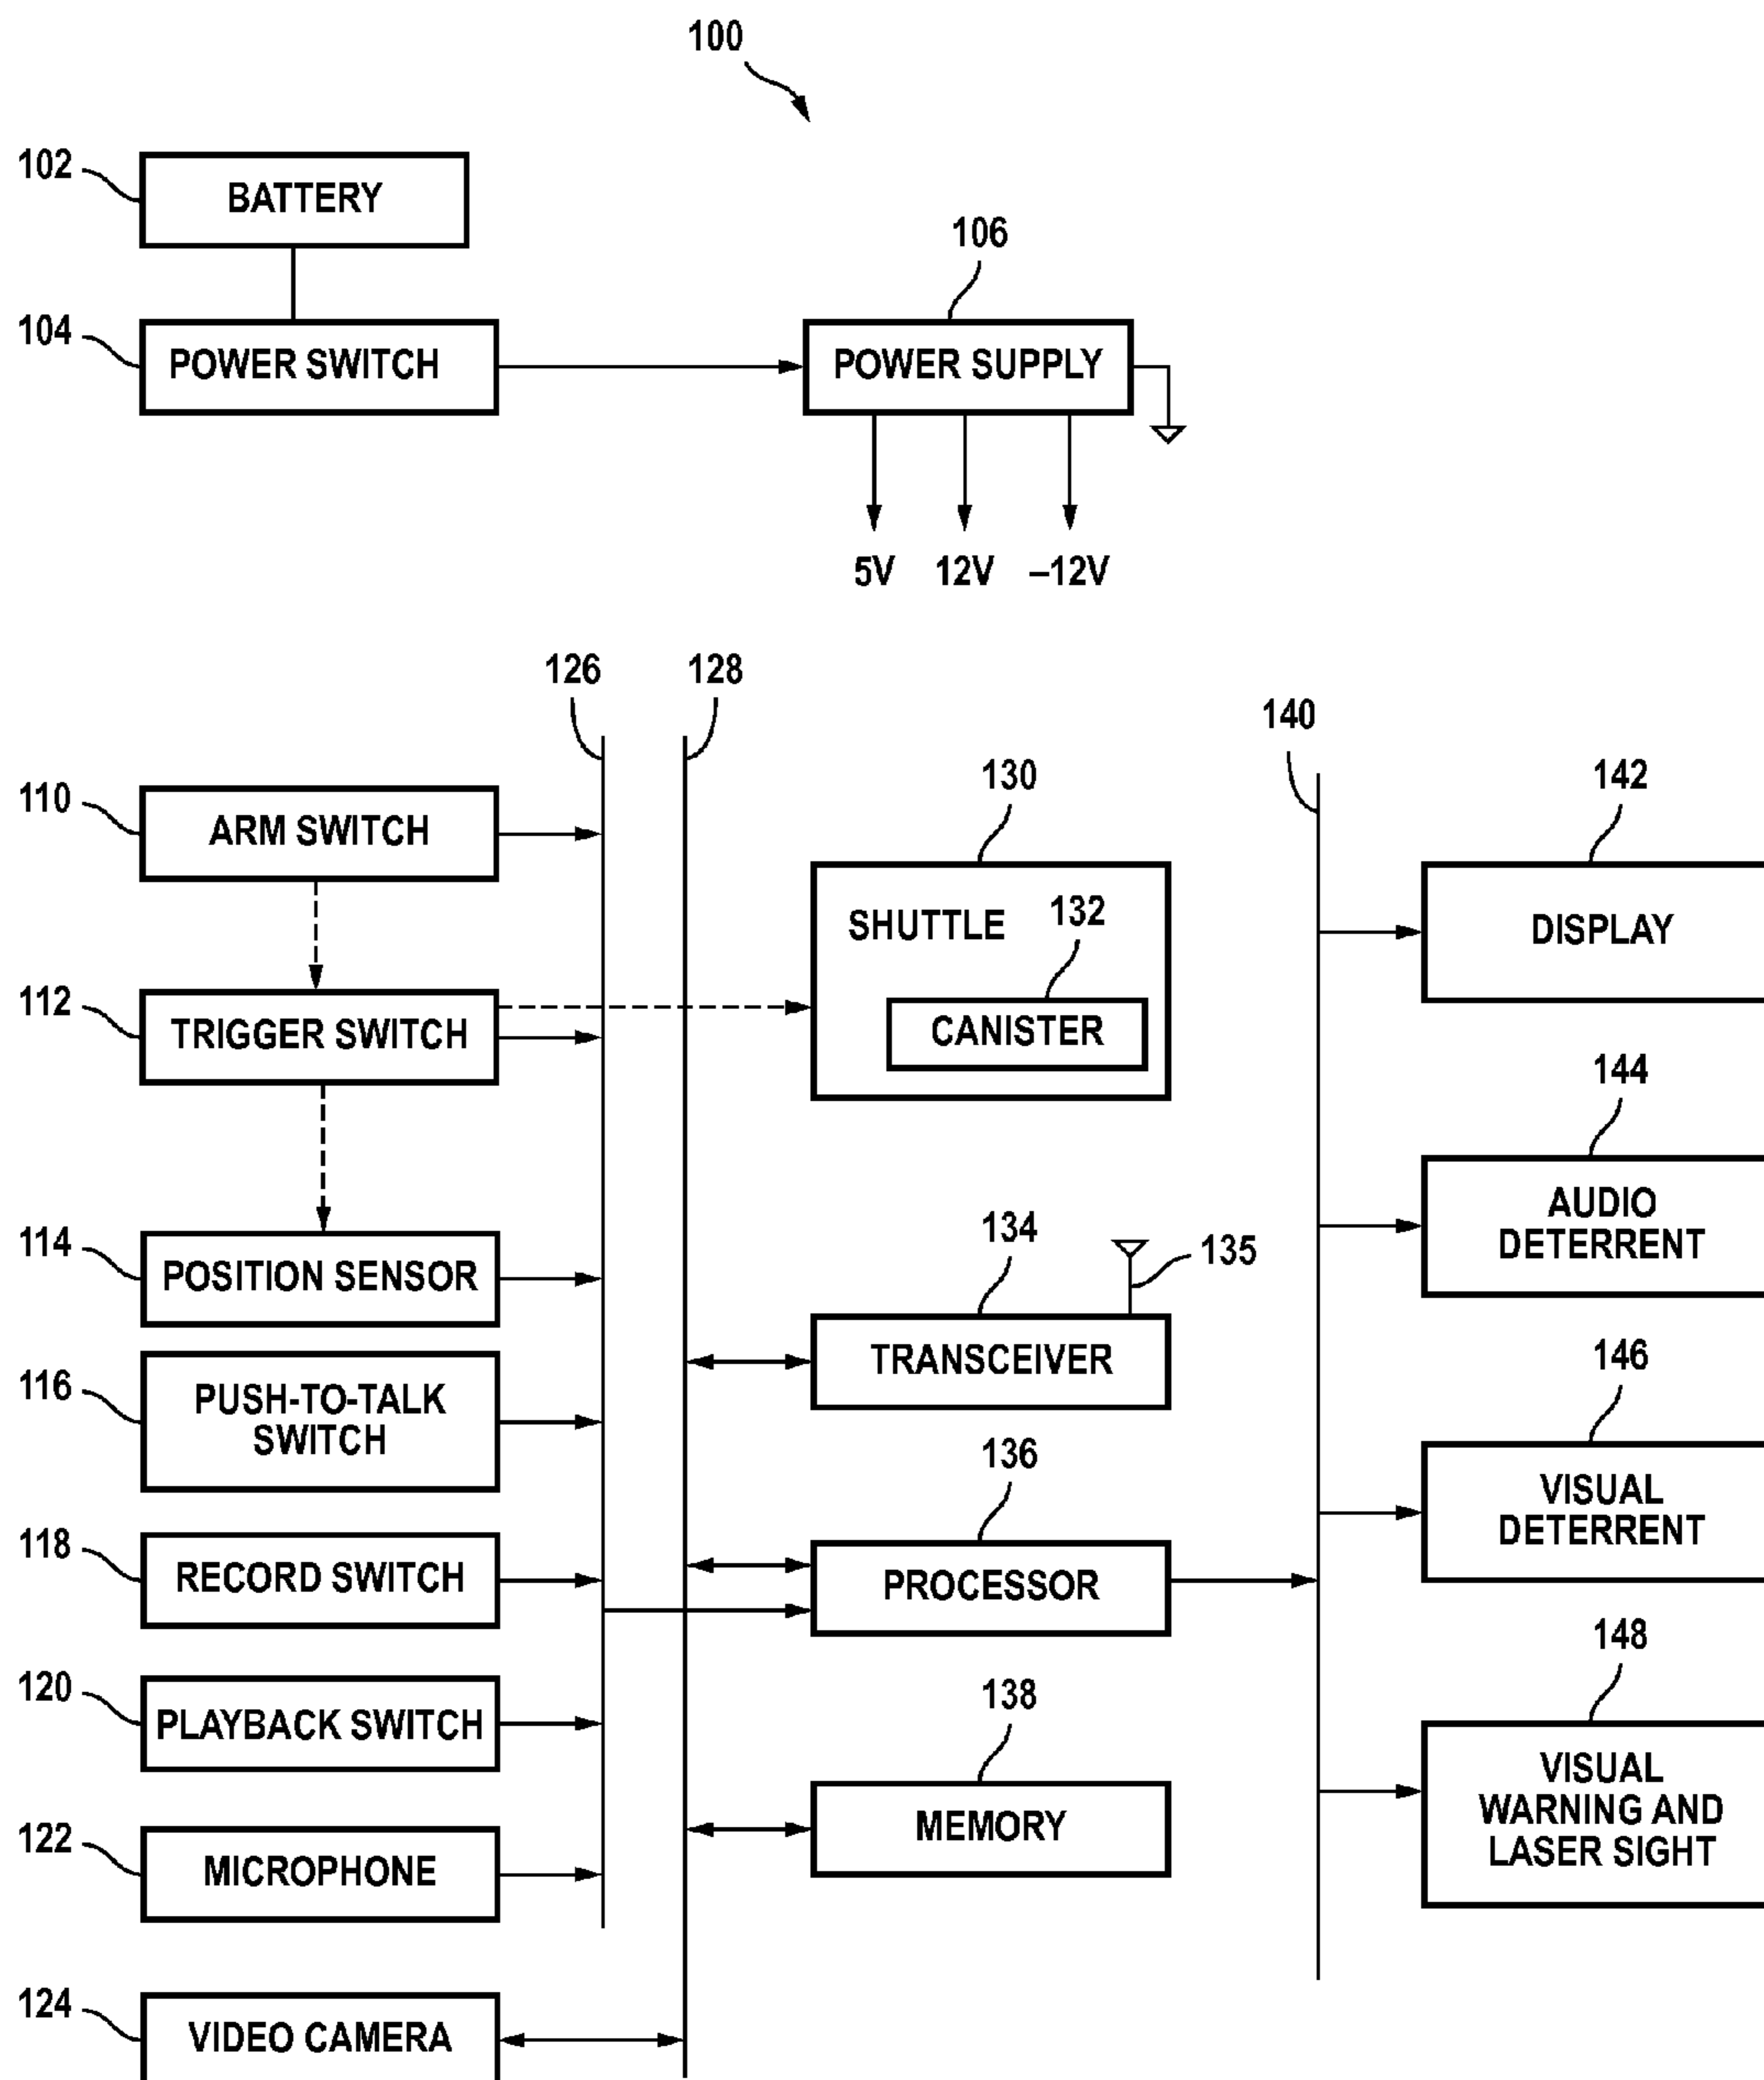 100
102
BATTERY
106
104
POWER SWITCH
POWER SUPPLY
5V 12V –12V
126
128
140
110
ARM SWITCH
130
142
SHUTTLE
132
DISPLAY
112
TRIGGER SWITCH
CANISTER
144
AUDIO
DETERRENT
114
POSITION SENSOR
134
135
TRANSCEIVER
146
116
PUSH-TO-TALK
SWITCH
136
VISUAL
DETERRENT
118
RECORD SWITCH
PROCESSOR
148
120
PLAYBACK SWITCH
138
VISUAL
WARNING AND
LASER SIGHT
122
MICROPHONE
MEMORY
124
VIDEO CAMERA